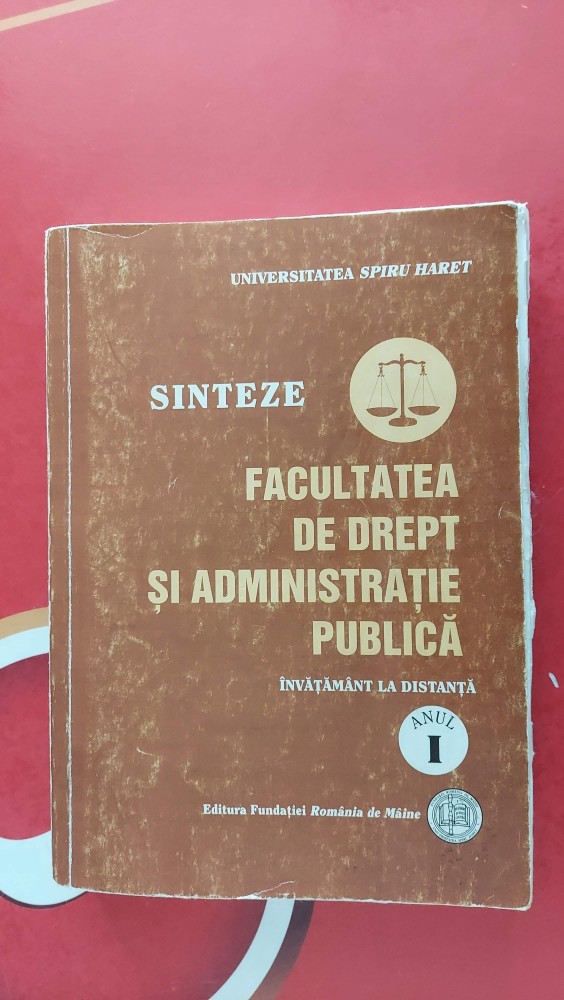 UNIVERSITATEA SPIRU HARET
SINTEZE
FACULTATEA
DE DREPT
ȘI ADMINISTRAȚIE
PUBLICĂ
ÎNVĂȚĂMÂNT LA DISTANȚĂ
ANUL
I
Editura Fundației România de Mâine